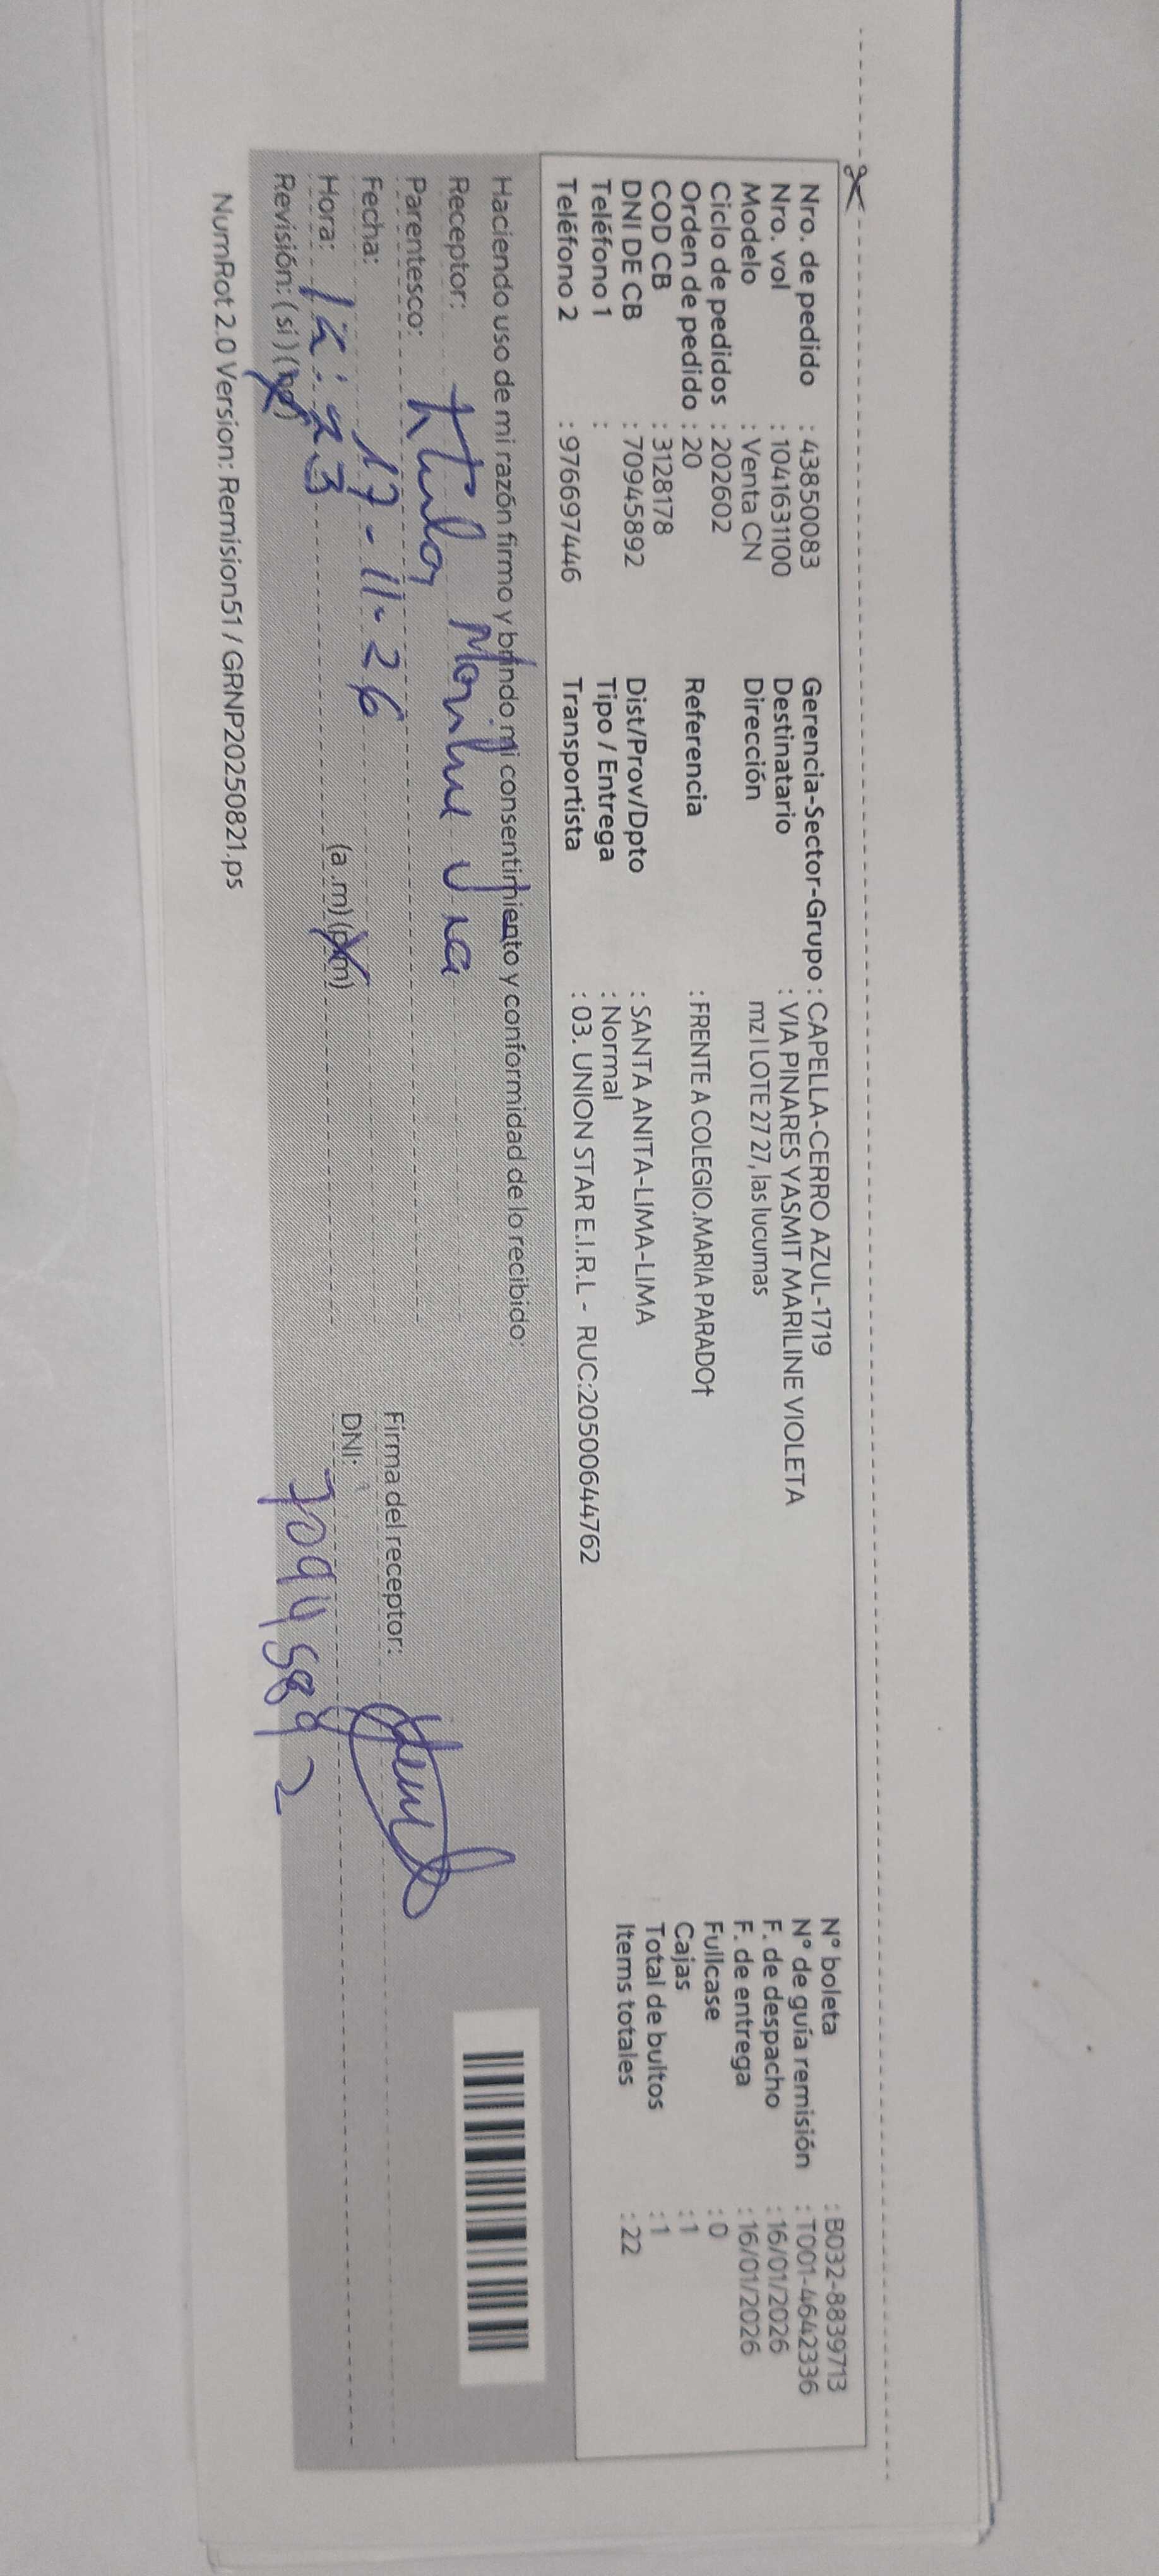 Nro. de pedido : 43850083
Nro. vol : 1041631100
Modelo : Venta CN
Ciclo de pedidos : 202602
Orden de pedido : 20
COD CB : 3128178
DNI DE CB : 70945892
Teléfono 1 :
Teléfono 2 : 976697446
Gerencia-Sector-Grupo : CAPELLA-CERRO AZUL-1719
Destinatario : VIA PINARES YASMIT MARILINE VIOLETA
Dirección mz I LOTE 27 27, las lucumas
Referencia : FRENTE A COLEGIO.MARIA PARADO†
Dist/Prov/Dpto : SANTA ANITA-LIMA-LIMA
Tipo / Entrega : Normal
Transportista : 03. UNION STAR E.I.R.L - RUC:20500644762
N° boleta : B032-8839713
N° de guía remisión : T001-4642336
F. de despacho : 16/01/2026
F. de entrega : 16/01/2026
Fullcase : 0
Cajas : 1
Total de bultos : 1
Items totales : 22
Haciendo uso de mi razón firmo y brindo mi consentimiento y conformidad de lo recibido:
Receptor:
Parentesco:
Fecha: 17-11-26
Hora: 12:23 (a.m) (p.m)
Revisión: (si) (no)
Firma del receptor:
DNI: 70945892
NumRot 2.0 Version: Remision51 / GRNP20250821.ps